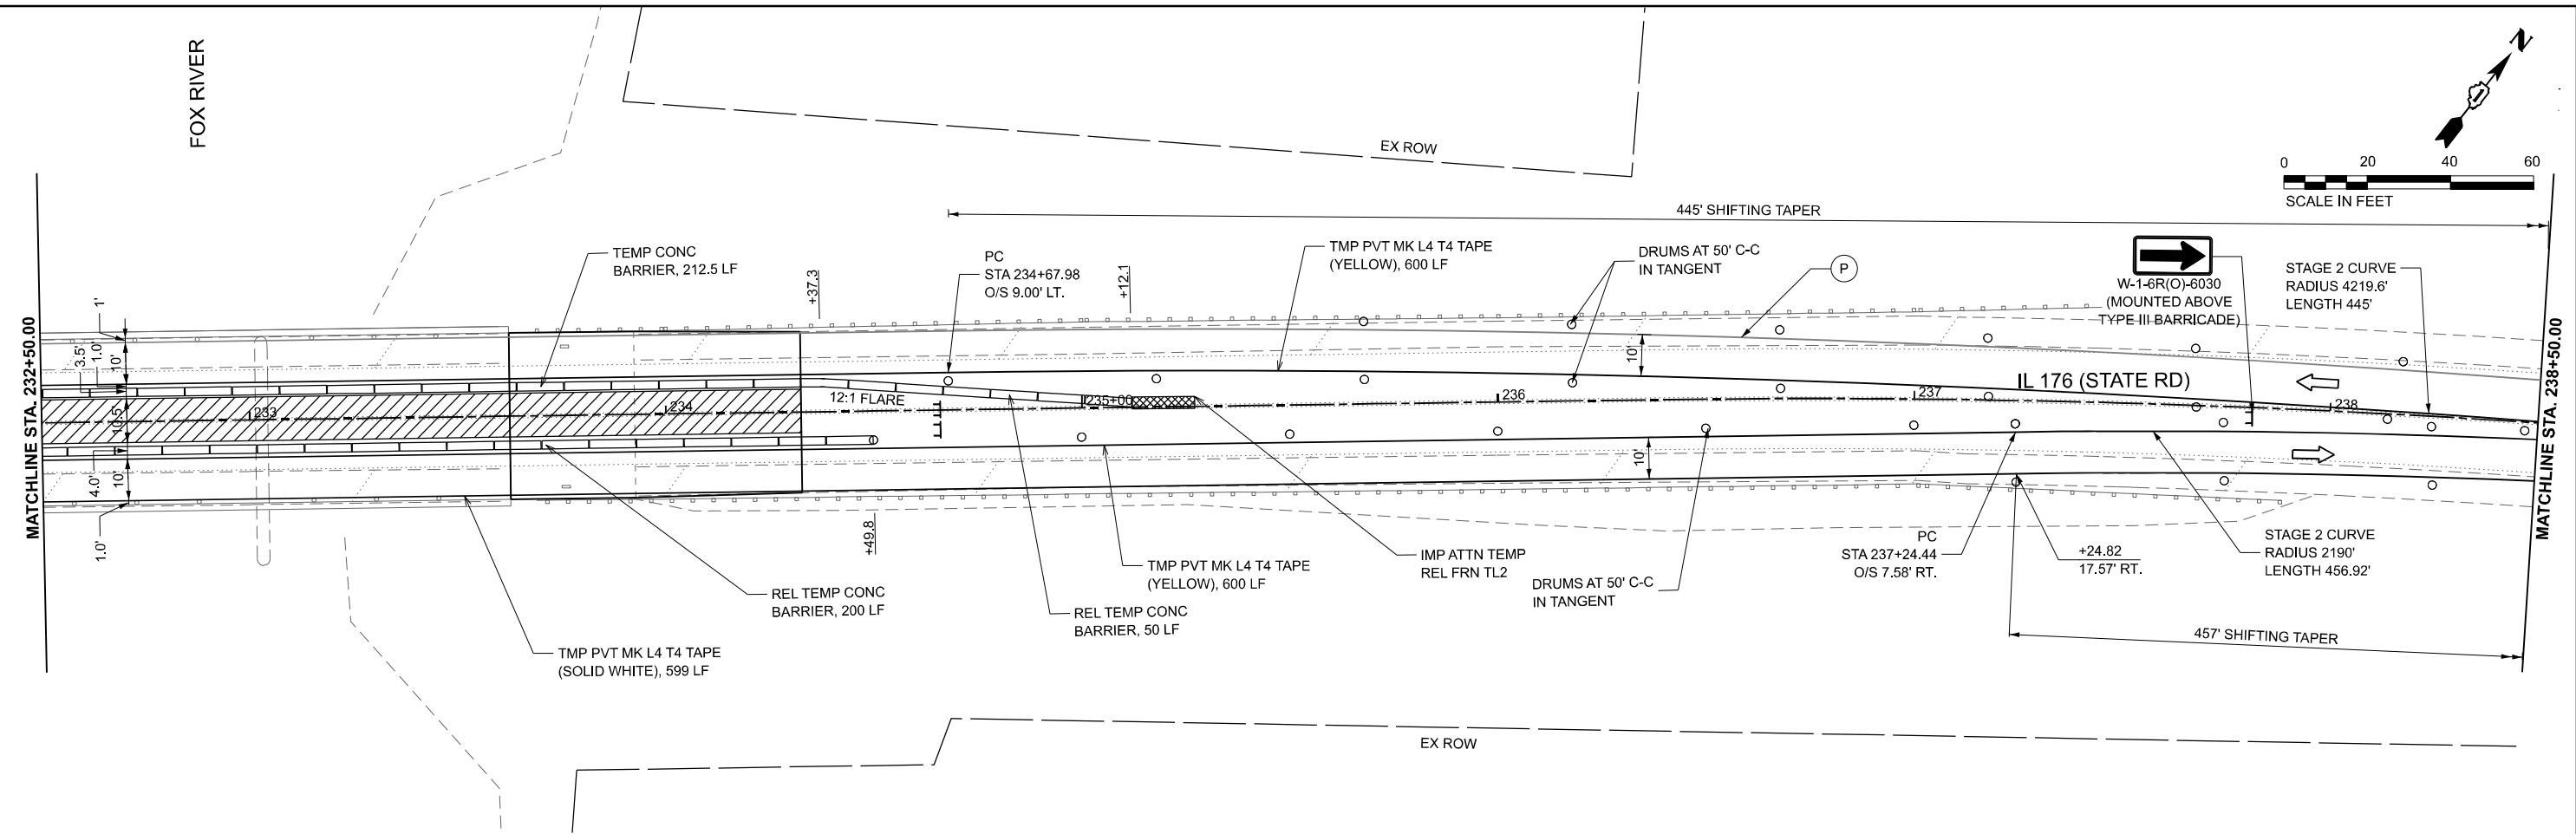 FOX RIVER
N
EX ROW
0 20 40 60
SCALE IN FEET
445' SHIFTING TAPER
TEMP CONC
BARRIER, 212.5 LF
+37.3
PC
STA 234+67.98
O/S 9.00' LT.
+12.1
TMP PVT MK L4 T4 TAPE
(YELLOW), 600 LF
DRUMS AT 50' C-C
IN TANGENT
P
W-1-6R(O)-6030
(MOUNTED ABOVE
TYPE III BARRICADE)
STAGE 2 CURVE
RADIUS 4219.6'
LENGTH 445'
MATCHLINE STA. 232+50.00
MATCHLINE STA. 238+50.00
1'
10'
1.0'
3.5'
10.5'
4.0'
10'
1.0'
233
234
12:1 FLARE
235+00
236
237
238
10'
10'
IL 176 (STATE RD)
+49.8
REL TEMP CONC
BARRIER, 200 LF
TMP PVT MK L4 T4 TAPE
(SOLID WHITE), 599 LF
REL TEMP CONC
BARRIER, 50 LF
TMP PVT MK L4 T4 TAPE
(YELLOW), 600 LF
IMP ATTN TEMP
REL FRN TL2
DRUMS AT 50' C-C
IN TANGENT
PC
STA 237+24.44
O/S 7.58' RT.
+24.82
17.57' RT.
STAGE 2 CURVE
RADIUS 2190'
LENGTH 456.92'
457' SHIFTING TAPER
EX ROW